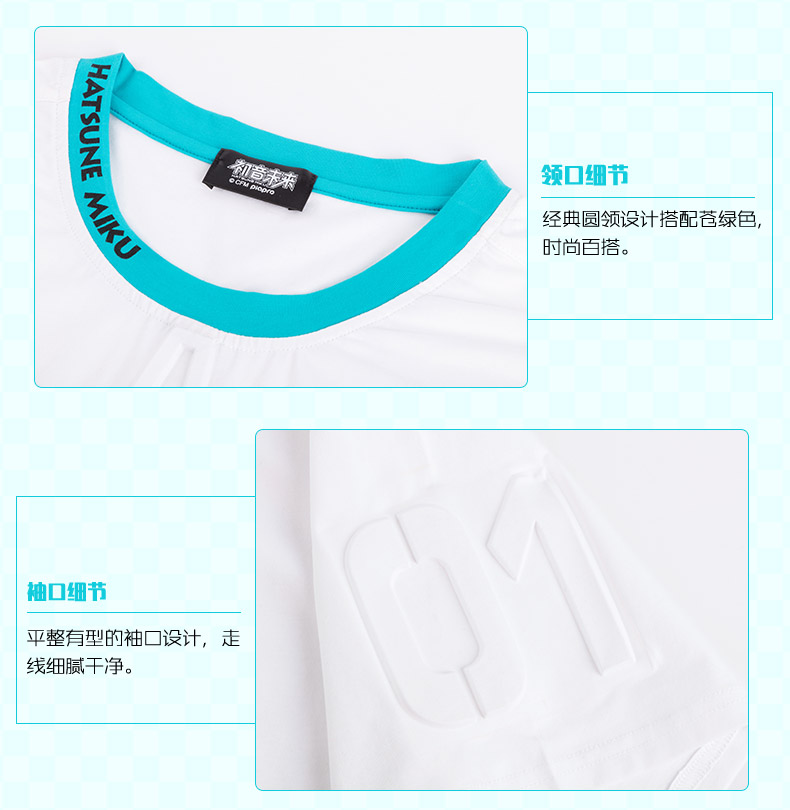 HATSUNE MIKU
初音未来
© CFM piapro
领口细节
经典圆领设计搭配苍绿色,
时尚百搭。
01
袖口细节
平整有型的袖口设计, 走
线细腻干净。